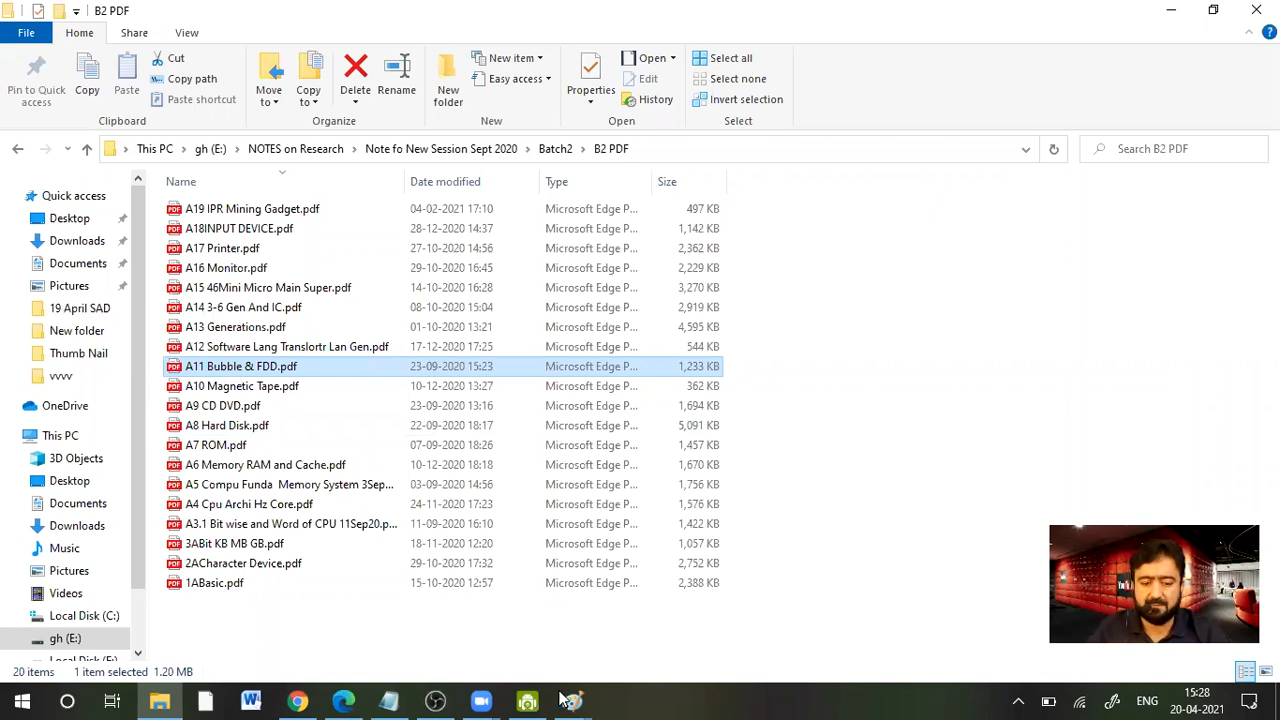 B2 PDF
File Home Share View
Pin to Quick access
Copy
Paste
Cut
Copy path
Paste shortcut
Clipboard
Move to
Copy to
Delete
Rename
Organize
New folder
New item
Easy access
New
Properties
Open
Edit
History
Open
Select all
Select none
Invert selection
Select
This PC › gh (E:) › NOTES on Research › Note fo New Session Sept 2020 › Batch2 › B2 PDF
Search B2 PDF
Name Date modified Type Size
A19 IPR Mining Gadget.pdf 04-02-2021 17:10 Microsoft Edge P... 497 KB
A18INPUT DEVICE.pdf 28-12-2020 14:37 Microsoft Edge P... 1,142 KB
A17 Printer.pdf 27-10-2020 14:56 Microsoft Edge P... 2,362 KB
A16 Monitor.pdf 29-10-2020 16:45 Microsoft Edge P... 2,229 KB
A15 46Mini Micro Main Super.pdf 14-10-2020 16:28 Microsoft Edge P... 3,270 KB
A14 3-6 Gen And IC.pdf 08-10-2020 15:04 Microsoft Edge P... 2,919 KB
A13 Generations.pdf 01-10-2020 13:21 Microsoft Edge P... 4,595 KB
A12 Software Lang Translortr Lan Gen.pdf 17-12-2020 17:25 Microsoft Edge P... 544 KB
A11 Bubble & FDD.pdf 23-09-2020 15:23 Microsoft Edge P... 1,233 KB
A10 Magnetic Tape.pdf 10-12-2020 13:27 Microsoft Edge P... 362 KB
A9 CD DVD.pdf 23-09-2020 13:16 Microsoft Edge P... 1,694 KB
A8 Hard Disk.pdf 22-09-2020 18:17 Microsoft Edge P... 5,091 KB
A7 ROM.pdf 07-09-2020 18:26 Microsoft Edge P... 1,457 KB
A6 Memory RAM and Cache.pdf 10-12-2020 18:18 Microsoft Edge P... 1,670 KB
A5 Compu Funda Memory System 3Sep... 03-09-2020 14:56 Microsoft Edge P... 1,756 KB
A4 Cpu Archi Hz Core.pdf 24-11-2020 17:23 Microsoft Edge P... 1,576 KB
A3.1 Bit wise and Word of CPU 11Sep20.p... 11-09-2020 16:10 Microsoft Edge P... 1,422 KB
3ABit KB MB GB.pdf 18-11-2020 12:20 Microsoft Edge P... 1,057 KB
2ACharacter Device.pdf 29-10-2020 17:32 Microsoft Edge P... 2,752 KB
1ABasic.pdf 15-10-2020 12:57 Microsoft Edge P... 2,388 KB
Quick access
Desktop
Downloads
Documents
Pictures
19 April SAD
New folder
Thumb Nail
vvvv
OneDrive
This PC
3D Objects
Desktop
Documents
Downloads
Music
Pictures
Videos
Local Disk (C:)
gh (E:)
20 items 1 item selected 1.20 MB
ENG
15:28
20-04-2021